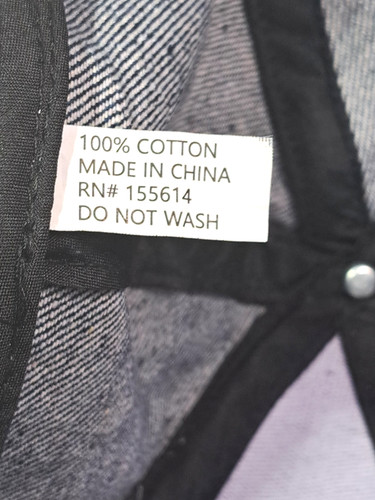 100% COTTON
MADE IN CHINA
RN# 155614
DO NOT WASH